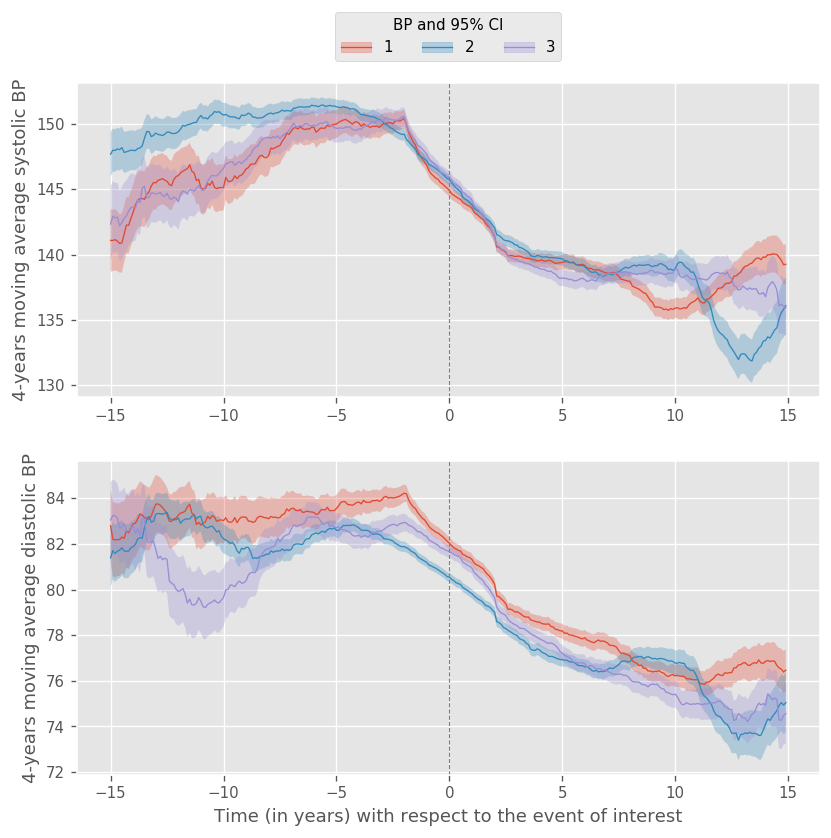 BP and 95% CI
1 2 3
4-years moving average systolic BP
150
145
140
135
130
−15 −10 −5 0 5 10 15
4-years moving average diastolic BP
84
82
80
78
76
74
72
−15 −10 −5 0 5 10 15
Time (in years) with respect to the event of interest